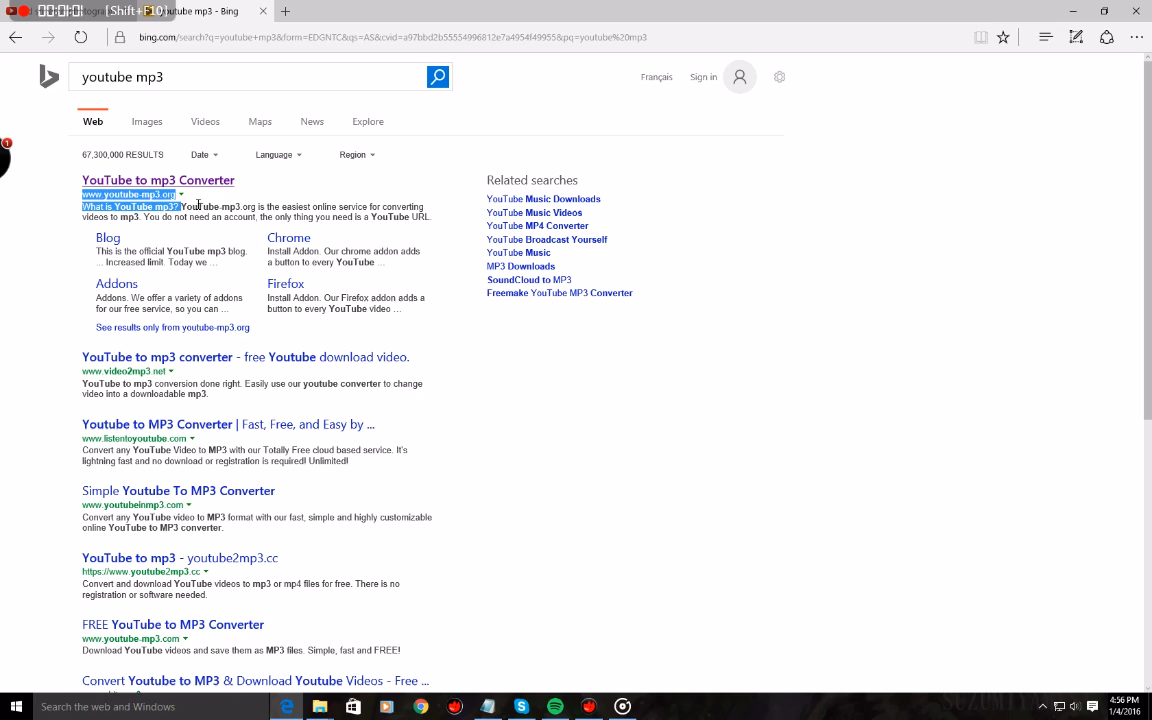 00:01:01 [Shift+F10]
youtube mp3 - Bing
bing.com/search?q=youtube+mp3&form=EDGNTC&qs=AS&cvid=a97bbd2b55554996812e7a4954f49955&pq=youtube%20mp3
youtube mp3
Français
Sign in
Web
Images
Videos
Maps
News
Explore
67,300,000 RESULTS
Date
Language
Region
YouTube to mp3 Converter
www.youtube-mp3.org
What is YouTube mp3? YouTube-mp3.org is the easiest online service for converting
videos to mp3. You do not need an account, the only thing you need is a YouTube URL.
Blog
This is the official YouTube mp3 blog.
... Increased limit. Today we ...
Chrome
Install Addon. Our chrome addon adds
a button to every YouTube ...
Addons
Addons. We offer a variety of addons
for our free service, so you can ...
Firefox
Install Addon. Our Firefox addon adds a
button to every YouTube video ...
See results only from youtube-mp3.org
YouTube to mp3 converter - free Youtube download video.
www.video2mp3.net
YouTube to mp3 conversion done right. Easily use our youtube converter to change
video into a downloadable mp3.
Youtube to MP3 Converter | Fast, Free, and Easy by ...
www.listentoyoutube.com
Convert any YouTube Video to MP3 with our Totally Free cloud based service. It's
lightning fast and no download or registration is required! Unlimited!
Simple Youtube To MP3 Converter
www.youtubeinmp3.com
Convert any YouTube video to MP3 format with our fast, simple and highly customizable
online YouTube to MP3 converter.
YouTube to mp3 - youtube2mp3.cc
https://www.youtube2mp3.cc
Convert and download YouTube videos to mp3 or mp4 files for free. There is no
registration or software needed.
FREE YouTube to MP3 Converter
www.youtube-mp3.com
Download YouTube videos and save them as MP3 files. Simple, fast and FREE!
Convert Youtube to MP3 & Download Youtube Videos - Free ...
Related searches
YouTube Music Downloads
YouTube Music Videos
YouTube MP4 Converter
YouTube Broadcast Yourself
YouTube Music
MP3 Downloads
SoundCloud to MP3
Freemake YouTube MP3 Converter
1
Search the web and Windows
4:56 PM
1/4/2016